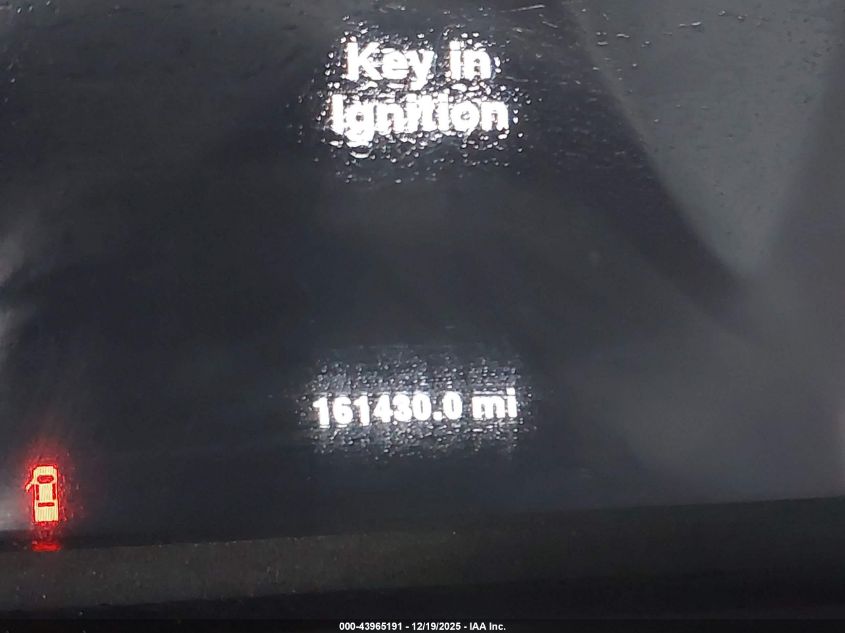 Key in
Ignition
161430.0 mi
000-43965191 - 12/19/2025 - IAA Inc.